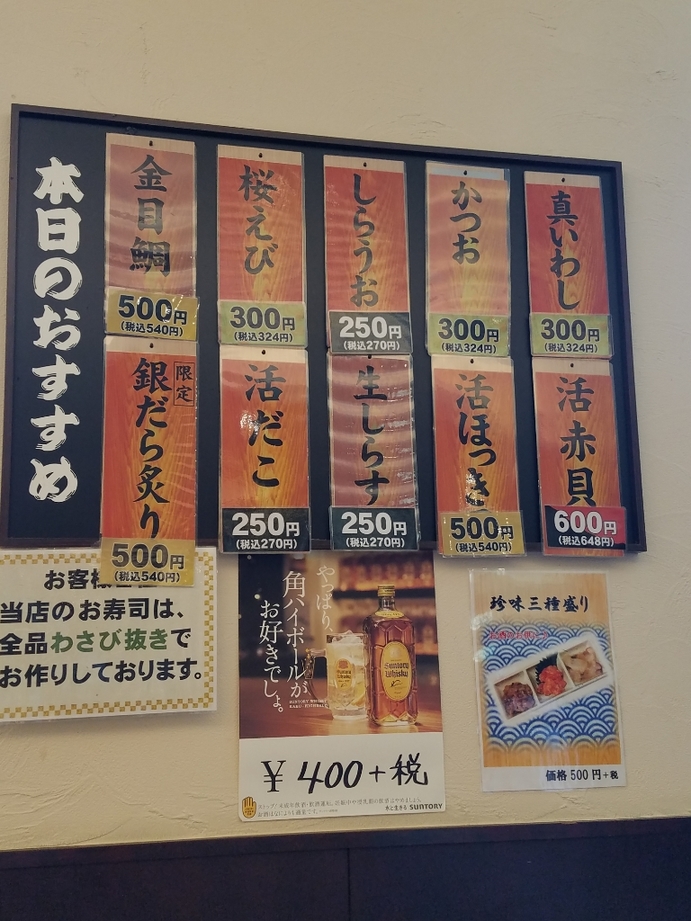 本日のおすすめ
金目鯛
500円
(税込540円)
桜えび
300円
(税込324円)
しらうお
250円
(税込270円)
かつお
300円
(税込324円)
真いわし
300円
(税込324円)
限定
銀だら炙り
500円
(税込540円)
活だこ
250円
(税込270円)
生しらす
250円
(税込270円)
活ほっき
500円
(税込540円)
活赤貝
600円
(税込648円)
お客様
当店のお寿司は、
全品わさび抜きで
お作りしております。
やっぱり、
角ハイボールが
お好きでしょ。
Suntory
Whisky
¥400+税
水と生きる SUNTORY
珍味三種盛り
価格500円+税